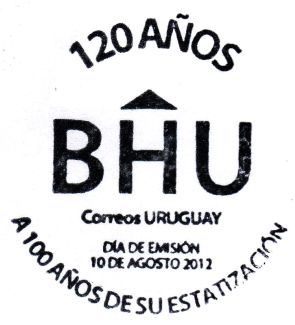 120 AÑOS
BHU
Correos URUGUAY
DÍA DE EMISIÓN
10 DE AGOSTO 2012
A 100 AÑOS DE SU ESTATIZACIÓN